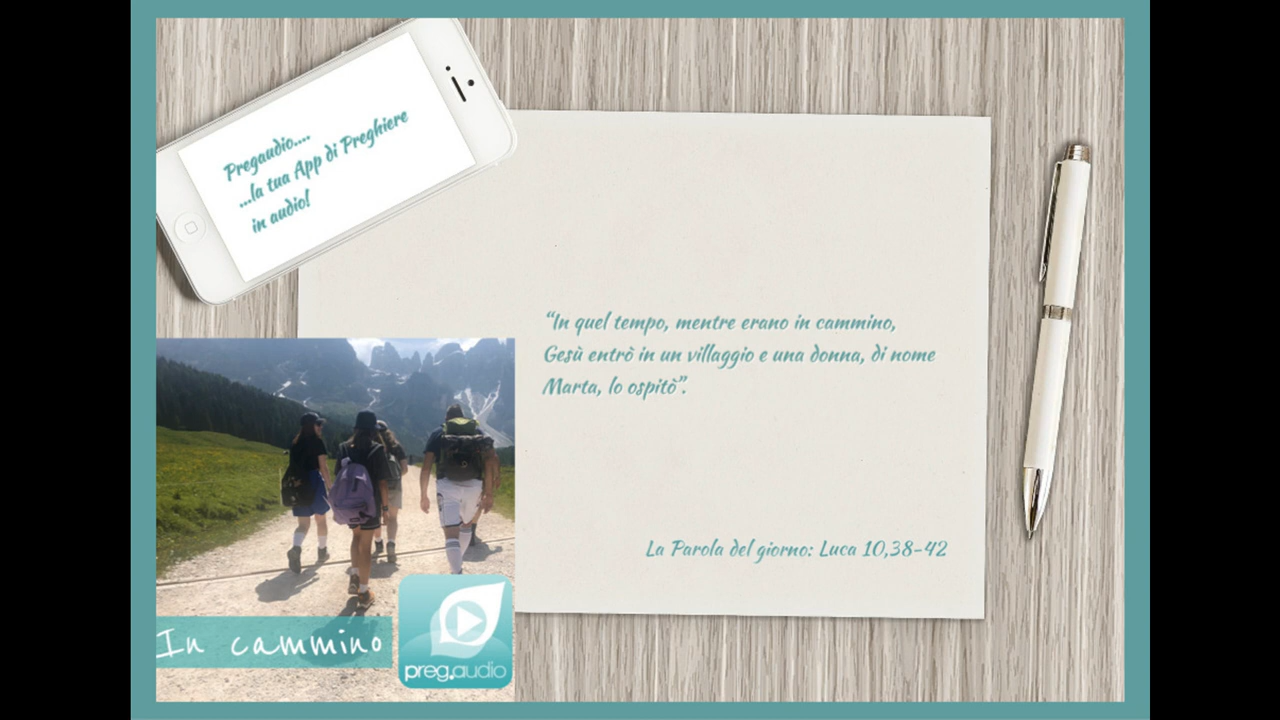 Pregaudio....
...la tua App di Preghiere
in audio!
“In quel tempo, mentre erano in cammino,
Gesù entrò in un villaggio e una donna, di nome
Marta, lo ospitò”.
La Parola del giorno: Luca 10,38-42
In cammino
preg.audio